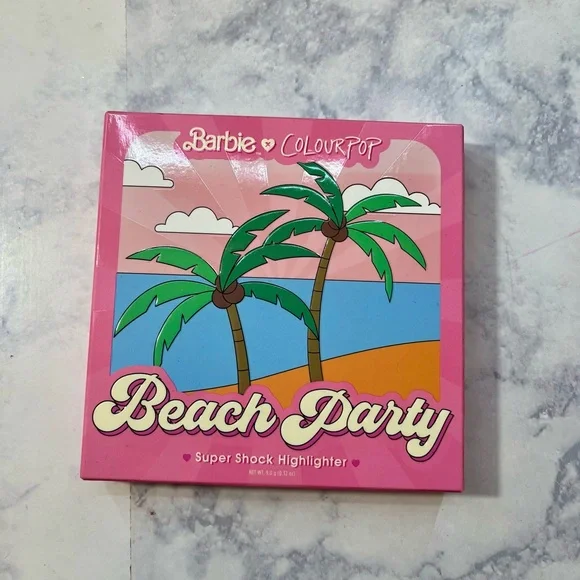 Barbie COLOURPOP
Beach Party
Super Shock Highlighter